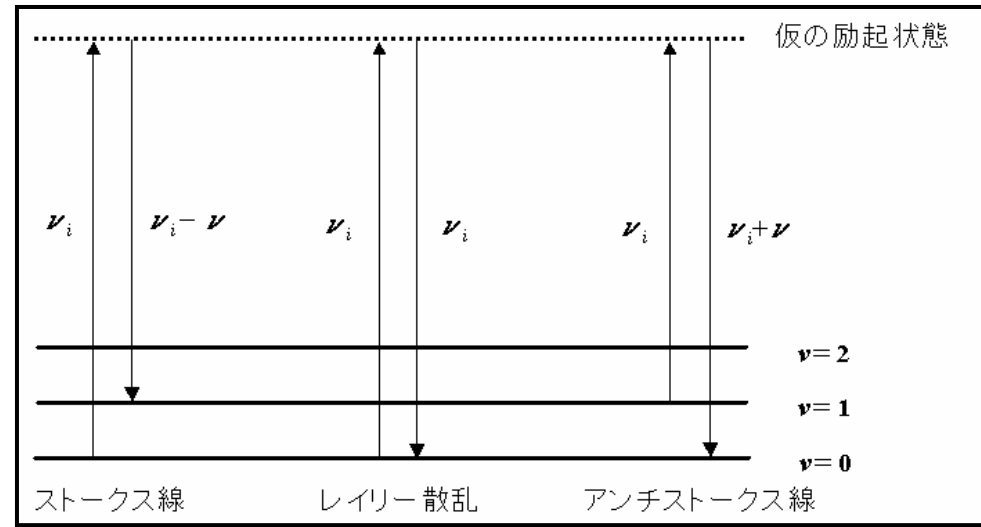 仮の励起状態
νi νi− ν νi νi νi νi+ν
v= 2
v= 1
v= 0
ストークス線 レイリー散乱 アンチストークス線